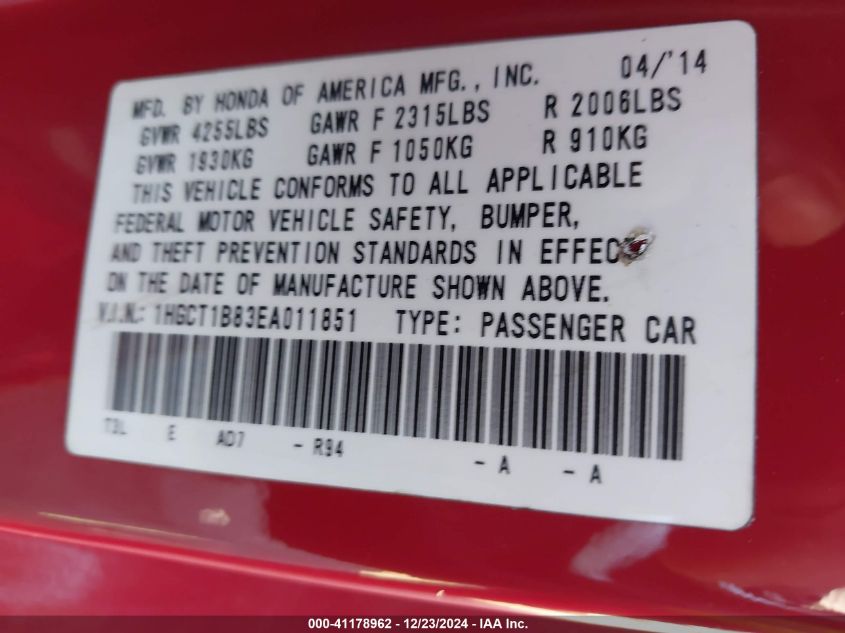 MFD. BY HONDA OF AMERICA MFG., INC. 04/'14
GVWR 4255LBS GAWR F 2315LBS R 2006LBS
GVWR 1930KG GAWR F 1050KG R 910KG
THIS VEHICLE CONFORMS TO ALL APPLICABLE
FEDERAL MOTOR VEHICLE SAFETY, BUMPER,
AND THEFT PREVENTION STANDARDS IN EFFEC
ON THE DATE OF MANUFACTURE SHOWN ABOVE.
V.I.N.: 1HGCT1B83EA011851 TYPE: PASSENGER CAR
T3L E AD7 - R94 - A - A
000-41178962 - 12/23/2024 - IAA Inc.